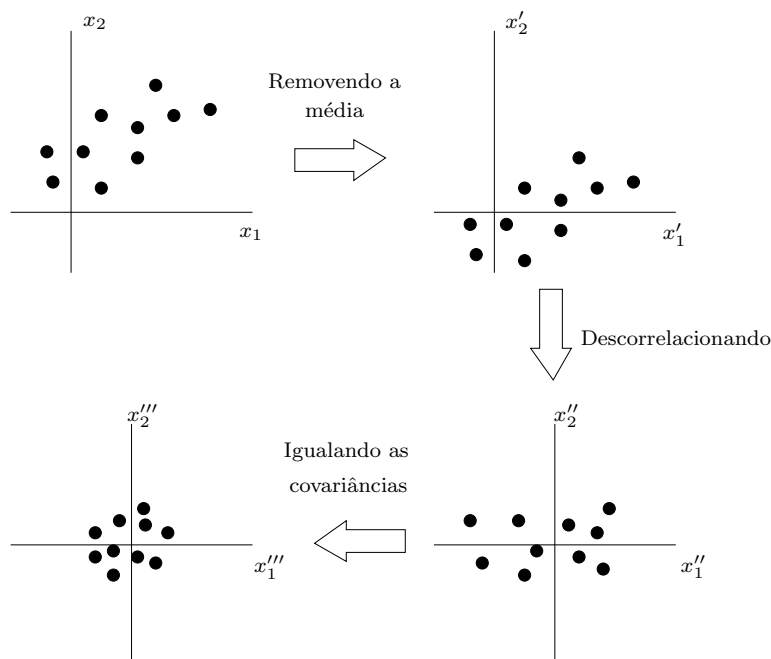 x₂
Removendo a
média
x₁
x′₂
x′₁
Descorrelacionando
x‴₂
Igualando as
covariâncias
x‴₁
x″₂
x″₁